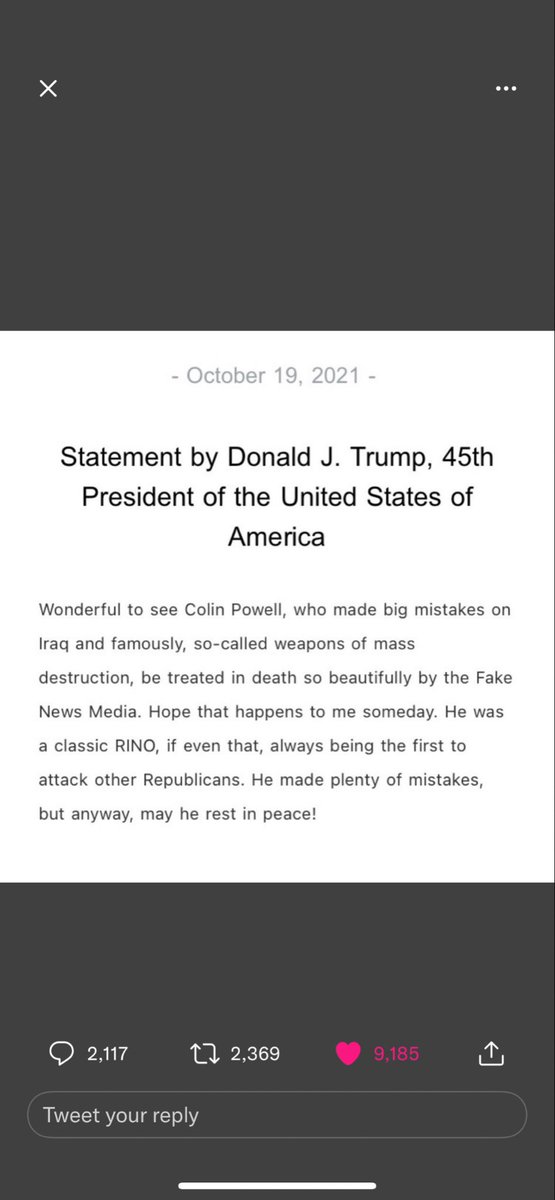 - October 19, 2021 -
Statement by Donald J. Trump, 45th
President of the United States of
America
Wonderful to see Colin Powell, who made big mistakes on
Iraq and famously, so-called weapons of mass
destruction, be treated in death so beautifully by the Fake
News Media. Hope that happens to me someday. He was
a classic RINO, if even that, always being the first to
attack other Republicans. He made plenty of mistakes,
but anyway, may he rest in peace!
2,117 2,369 9,185
Tweet your reply